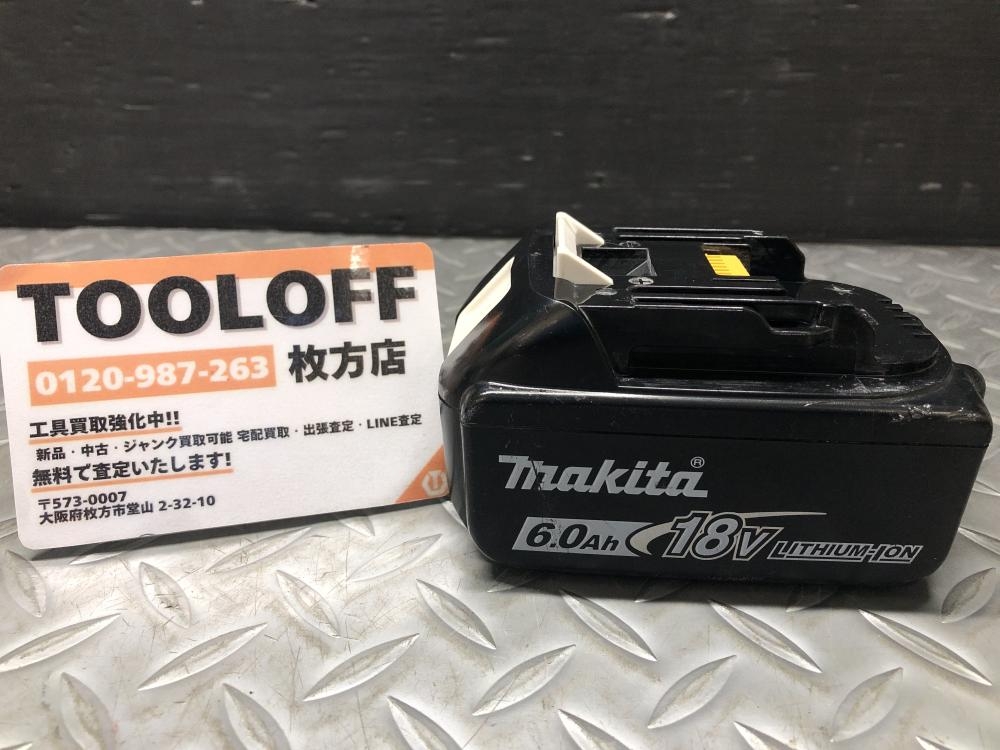 TOOLOFF
0120-987-263 枚方店
工具買取強化中!!
新品・中古・ジャンク買取可能 宅配買取・出張査定・LINE査定
無料で査定いたします!
〒573-0007
大阪府枚方市堂山 2-32-10
makita®
6.0Ah 18V LITHIUM-ION